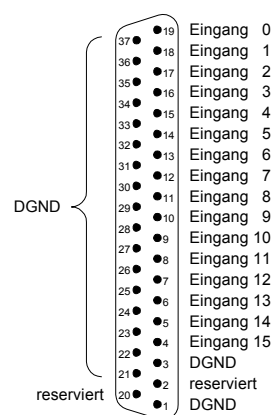 19 Eingang 0
37
18 Eingang 1
36
17 Eingang 2
35
16 Eingang 3
34
15 Eingang 4
33
14 Eingang 5
32
13 Eingang 6
31
12 Eingang 7
30
11 Eingang 8
DGND 29
10 Eingang 9
28
9 Eingang 10
27
8 Eingang 11
26
7 Eingang 12
25
6 Eingang 13
24
5 Eingang 14
23
4 Eingang 15
22
3 DGND
21
2 reserviert
reserviert 20
1 DGND